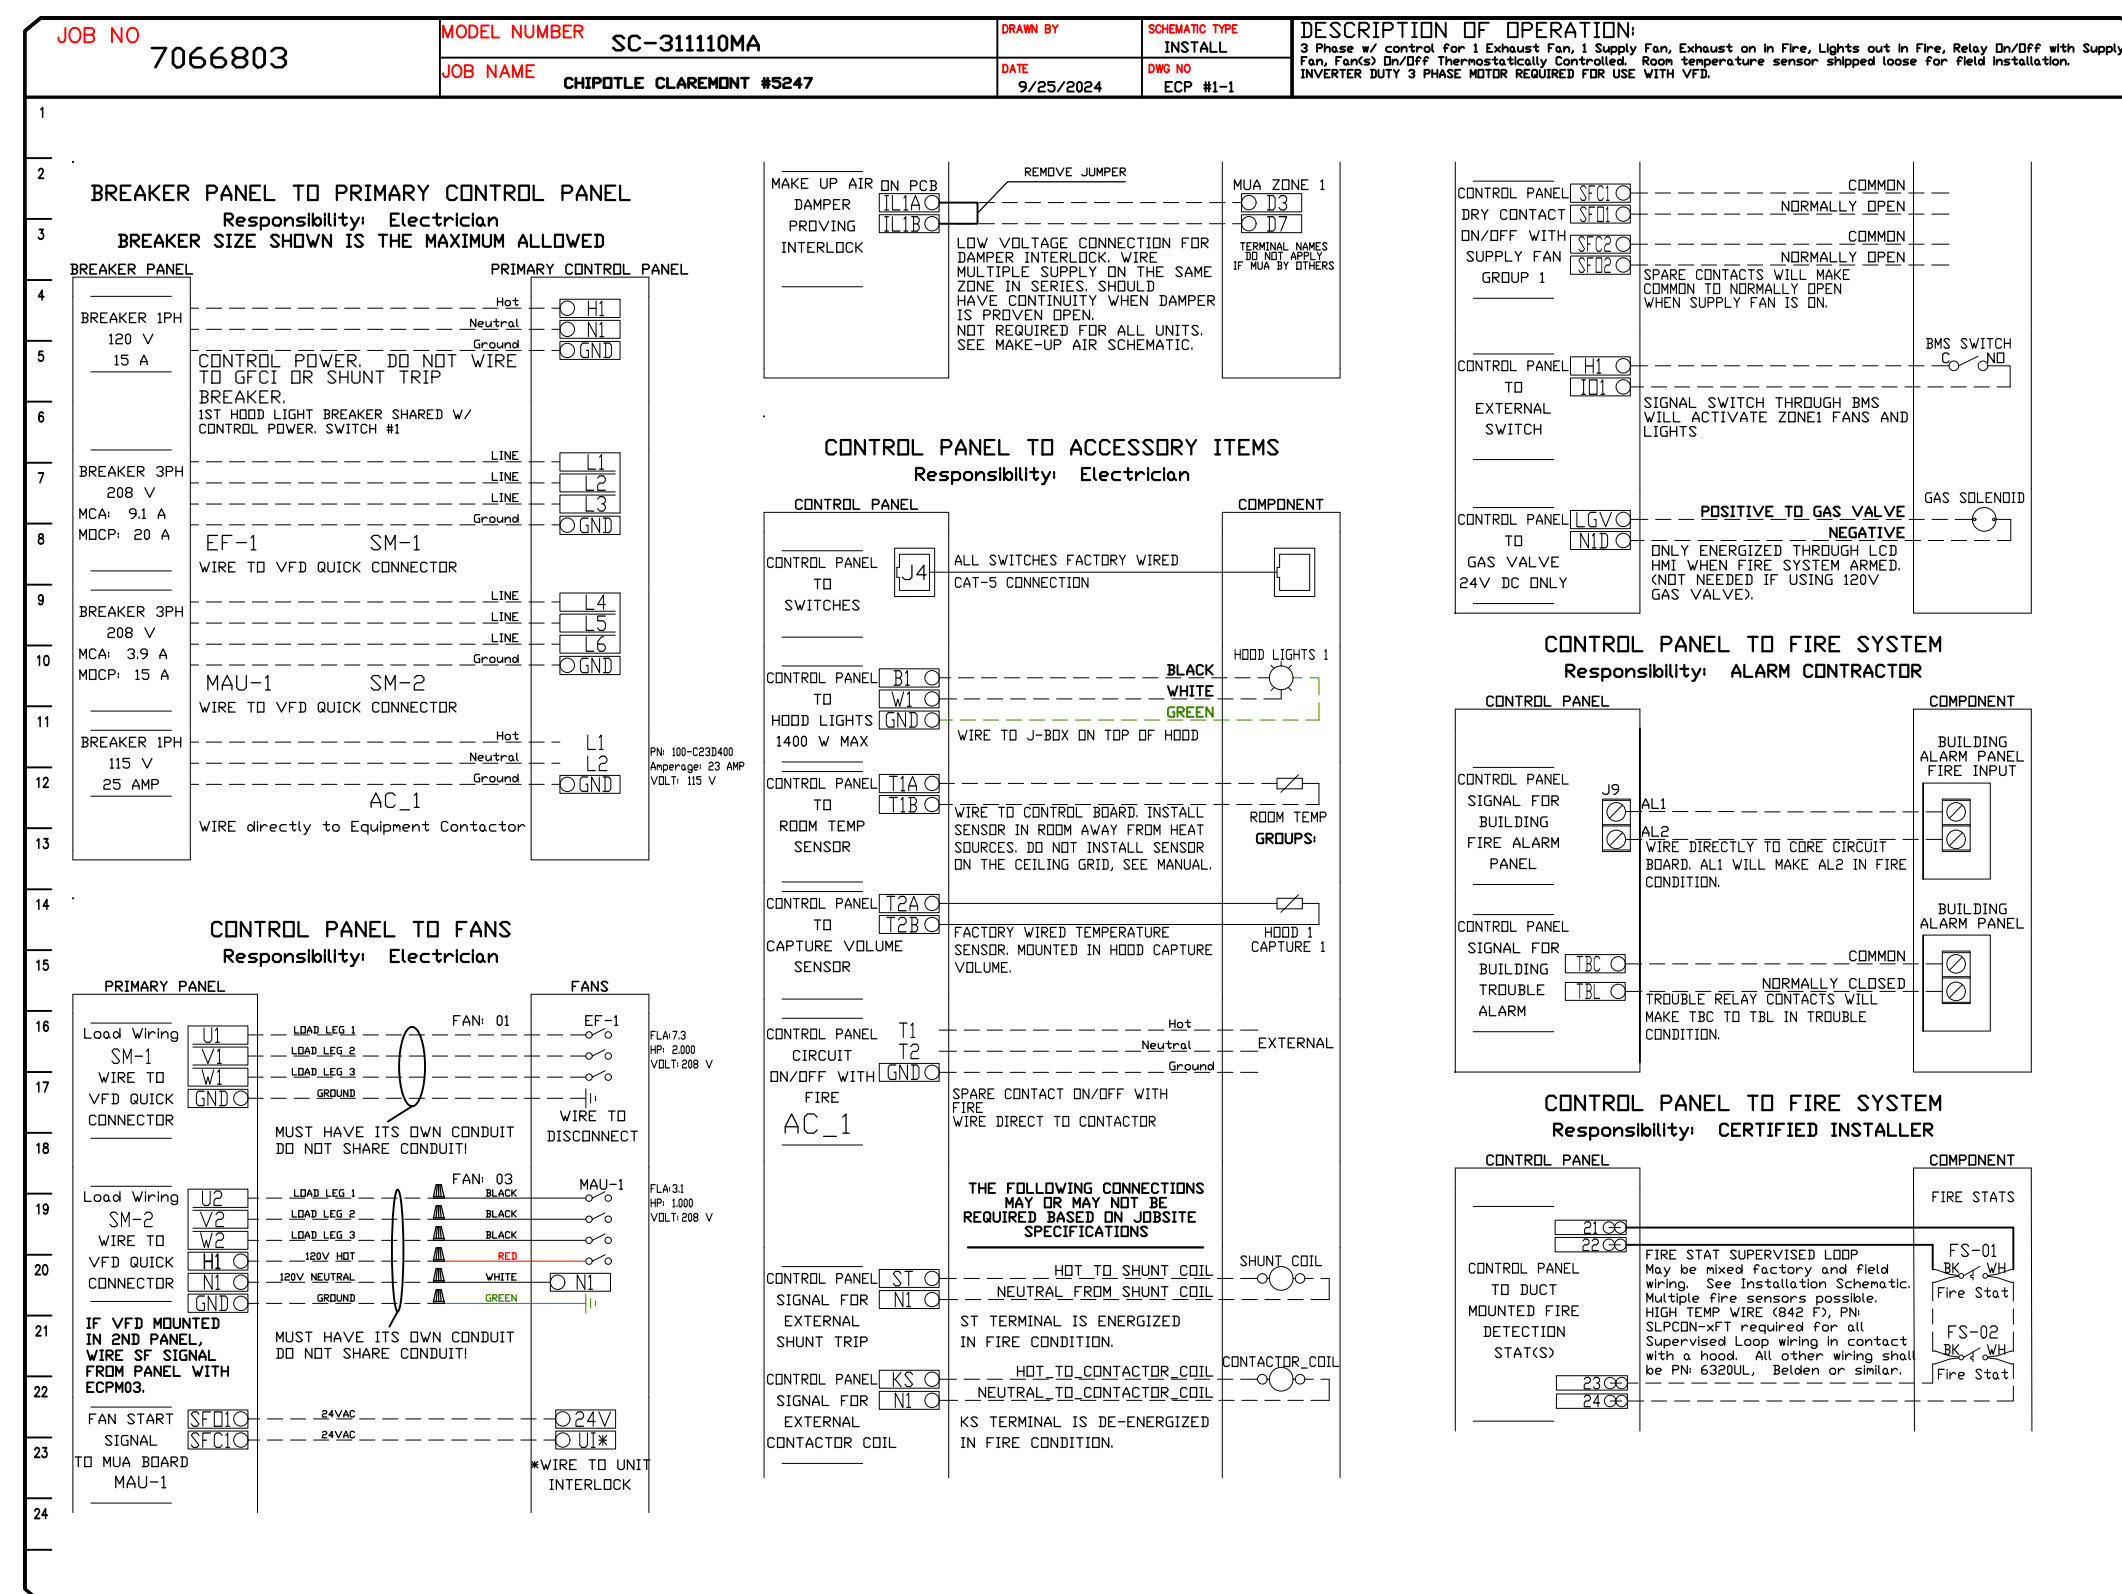 JOB NO
7066803
MODEL NUMBER
SC-311110MA
JOB NAME
CHIPOTLE CLAREMONT #5247
DRAWN BY
SCHEMATIC TYPE
INSTALL
DATE
9/25/2024
DWG NO
ECP #1-1
DESCRIPTION OF OPERATION:
3 Phase w/ control for 1 Exhaust Fan, 1 Supply Fan, Exhaust on in Fire, Lights out in Fire, Relay On/Off with Supply
Fan, Fan(s) On/Off Thermostatically Controlled. Room temperature sensor shipped loose for field installation.
INVERTER DUTY 3 PHASE MOTOR REQUIRED FOR USE WITH VFD.
1
2
3
4
5
6
7
8
9
10
11
12
13
14
15
16
17
18
19
20
21
22
23
24
BREAKER PANEL TO PRIMARY CONTROL PANEL
Responsibility: Electrician
BREAKER SIZE SHOWN IS THE MAXIMUM ALLOWED
BREAKER PANEL
PRIMARY CONTROL PANEL
BREAKER 1PH
120 V
15 A
Hot
H1
Neutral
N1
Ground
GND
CONTROL POWER. DO NOT WIRE
TO GFCI OR SHUNT TRIP
BREAKER.
1ST HOOD LIGHT BREAKER SHARED W/
CONTROL POWER. SWITCH #1
BREAKER 3PH
208 V
MCA: 9.1 A
MOCP: 20 A
LINE
L1
LINE
L2
LINE
L3
Ground
GND
EF-1 SM-1
WIRE TO VFD QUICK CONNECTOR
BREAKER 3PH
208 V
MCA: 3.9 A
MOCP: 15 A
LINE
L4
LINE
L5
LINE
L6
Ground
GND
MAU-1 SM-2
WIRE TO VFD QUICK CONNECTOR
BREAKER 1PH
115 V
25 AMP
Hot
L1
Neutral
L2
Ground
GND
PN: 100-C23D400
Amperage: 23 AMP
VOLT: 115 V
AC_1
WIRE directly to Equipment Contactor
CONTROL PANEL TO FANS
Responsibility: Electrician
PRIMARY PANEL
FANS
Load Wiring
SM-1
WIRE TO
VFD QUICK
CONNECTOR
U1
V1
W1
GND
LOAD LEG 1
LOAD LEG 2
LOAD LEG 3
GROUND
FAN: 01
EF-1
WIRE TO
DISCONNECT
FLA:7.3
HP: 2.000
VOLT:208 V
MUST HAVE ITS OWN CONDUIT
DO NOT SHARE CONDUIT!
Load Wiring
SM-2
WIRE TO
VFD QUICK
CONNECTOR
U2
V2
W2
H1
N1
GND
LOAD LEG 1
LOAD LEG 2
LOAD LEG 3
120V HOT
120V NEUTRAL
GROUND
FAN: 03
BLACK
BLACK
BLACK
RED
WHITE
GREEN
MAU-1
N1
FLA:3.1
HP: 1.000
VOLT:208 V
IF VFD MOUNTED
IN 2ND PANEL,
WIRE SF SIGNAL
FROM PANEL WITH
ECPM03.
MUST HAVE ITS OWN CONDUIT
DO NOT SHARE CONDUIT!
FAN START
SIGNAL
TO MUA BOARD
MAU-1
SFO1
SFC1
24VAC
24VAC
24V
UI*
*WIRE TO UNIT
INTERLOCK
MAKE UP AIR
DAMPER
PROVING
INTERLOCK
ON PCB
IL1A
IL1B
REMOVE JUMPER
MUA ZONE 1
D3
D7
TERMINAL NAMES
DO NOT APPLY
IF MUA BY OTHERS
LOW VOLTAGE CONNECTION FOR
DAMPER INTERLOCK. WIRE
MULTIPLE SUPPLY ON THE SAME
ZONE IN SERIES. SHOULD
HAVE CONTINUITY WHEN DAMPER
IS PROVEN OPEN.
NOT REQUIRED FOR ALL UNITS.
SEE MAKE-UP AIR SCHEMATIC.
CONTROL PANEL TO ACCESSORY ITEMS
Responsibility: Electrician
CONTROL PANEL
COMPONENT
CONTROL PANEL
TO
SWITCHES
J4
ALL SWITCHES FACTORY WIRED
CAT-5 CONNECTION
CONTROL PANEL
TO
HOOD LIGHTS
1400 W MAX
B1
W1
GND
BLACK
WHITE
GREEN
HOOD LIGHTS 1
WIRE TO J-BOX ON TOP OF HOOD
CONTROL PANEL
TO
ROOM TEMP
SENSOR
T1A
T1B
WIRE TO CONTROL BOARD. INSTALL
SENSOR IN ROOM AWAY FROM HEAT
SOURCES. DO NOT INSTALL SENSOR
ON THE CEILING GRID, SEE MANUAL.
ROOM TEMP
GROUPS:
CONTROL PANEL
TO
CAPTURE VOLUME
SENSOR
T2A
T2B
FACTORY WIRED TEMPERATURE
SENSOR. MOUNTED IN HOOD CAPTURE
VOLUME.
HOOD 1
CAPTURE 1
CONTROL PANEL
CIRCUIT
ON/OFF WITH
FIRE
AC_1
T1
T2
GND
Hot
Neutral
Ground
EXTERNAL
SPARE CONTACT ON/OFF WITH
FIRE
WIRE DIRECT TO CONTACTOR
THE FOLLOWING CONNECTIONS
MAY OR MAY NOT BE
REQUIRED BASED ON JOBSITE
SPECIFICATIONS
CONTROL PANEL
SIGNAL FOR
EXTERNAL
SHUNT TRIP
ST
N1
HOT TO SHUNT COIL
NEUTRAL FROM SHUNT COIL
SHUNT COIL
ST TERMINAL IS ENERGIZED
IN FIRE CONDITION.
CONTROL PANEL
SIGNAL FOR
EXTERNAL
CONTACTOR COIL
KS
N1
HOT_TO_CONTACTOR_COIL
NEUTRAL_TO_CONTACTOR_COIL
CONTACTOR_COIL
KS TERMINAL IS DE-ENERGIZED
IN FIRE CONDITION.
CONTROL PANEL
DRY CONTACT
ON/OFF WITH
SUPPLY FAN
GROUP 1
SFC1
SFO1
SFC2
SFO2
COMMON
NORMALLY OPEN
COMMON
NORMALLY OPEN
SPARE CONTACTS WILL MAKE
COMMON TO NORMALLY OPEN
WHEN SUPPLY FAN IS ON.
CONTROL PANEL
TO
EXTERNAL
SWITCH
H1
IO1
BMS SWITCH
C NO
SIGNAL SWITCH THROUGH BMS
WILL ACTIVATE ZONE1 FANS AND
LIGHTS
CONTROL PANEL
TO
GAS VALVE
24V DC ONLY
LGV
N1D
POSITIVE TO GAS VALVE
NEGATIVE
GAS SOLENOID
ONLY ENERGIZED THROUGH LCD
HMI WHEN FIRE SYSTEM ARMED.
(NOT NEEDED IF USING 120V
GAS VALVE).
CONTROL PANEL TO FIRE SYSTEM
Responsibility: ALARM CONTRACTOR
CONTROL PANEL
COMPONENT
CONTROL PANEL
SIGNAL FOR
BUILDING
FIRE ALARM
PANEL
J9
AL1
AL2
BUILDING
ALARM PANEL
FIRE INPUT
WIRE DIRECTLY TO CORE CIRCUIT
BOARD. AL1 WILL MAKE AL2 IN FIRE
CONDITION.
CONTROL PANEL
SIGNAL FOR
BUILDING
TROUBLE
ALARM
TBC
TBL
COMMON
NORMALLY CLOSED
BUILDING
ALARM PANEL
TROUBLE RELAY CONTACTS WILL
MAKE TBC TO TBL IN TROUBLE
CONDITION.
CONTROL PANEL TO FIRE SYSTEM
Responsibility: CERTIFIED INSTALLER
CONTROL PANEL
COMPONENT
CONTROL PANEL
TO DUCT
MOUNTED FIRE
DETECTION
STAT(S)
21
22
23
24
FIRE STAT SUPERVISED LOOP
May be mixed factory and field
wiring. See Installation Schematic.
Multiple fire sensors possible.
HIGH TEMP WIRE (842 F), PN:
SLPCON-xFT required for all
Supervised Loop wiring in contact
with a hood. All other wiring shall
be PN: 6320UL, Belden or similar.
FIRE STATS
FS-01
BK WH
Fire Stat
FS-02
BK WH
Fire Stat